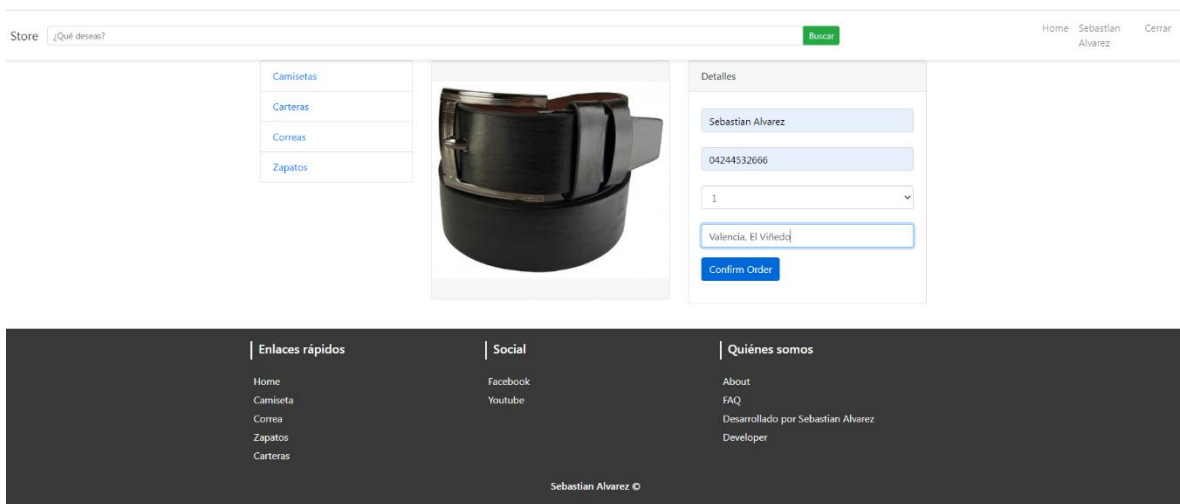 Store
¿Qué deseas?
Buscar
Home
Sebastian
Alvarez
Cerrar
Camisetas
Carteras
Correas
Zapatos
Detalles
Sebastian Alvarez
04244532666
1
Valencia, El Viñedo
Confirm Order
Enlaces rápidos
Home
Camiseta
Correa
Zapatos
Carteras
Social
Facebook
Youtube
Quiénes somos
About
FAQ
Desarrollado por Sebastian Alvarez
Developer
Sebastian Alvarez ©